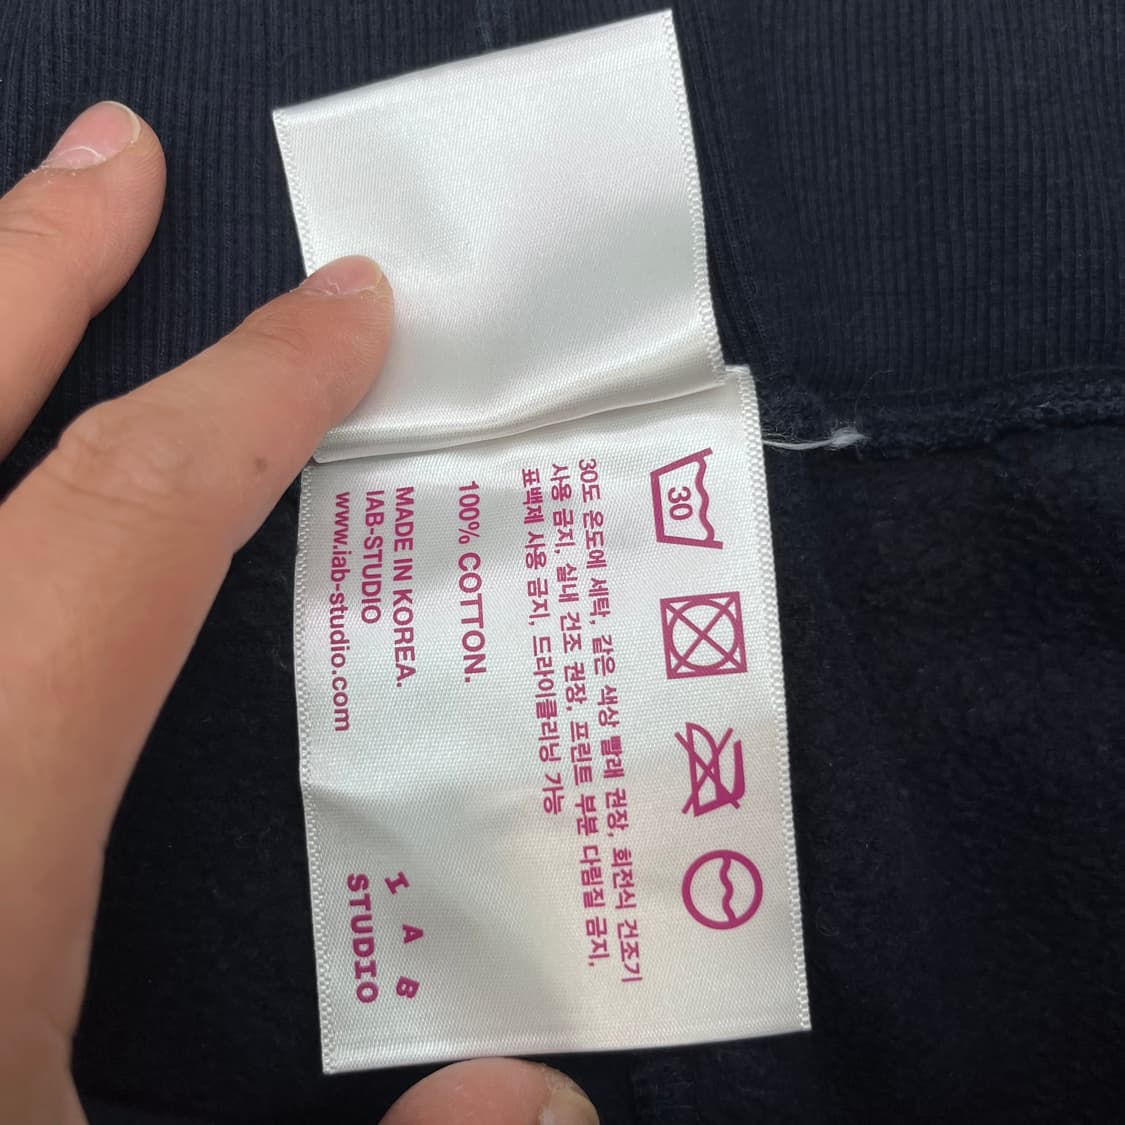 30
30도 온도에 세탁, 같은 색상 빨래 권장, 회전식 건조기
사용 금지, 실내 건조 권장, 프린트 부분 다림질 금지,
표백제 사용 금지, 드라이클리닝 가능
100% COTTON.
MADE IN KOREA.
IAB-STUDIO
www.iab-studio.com
I A B
STUDIO